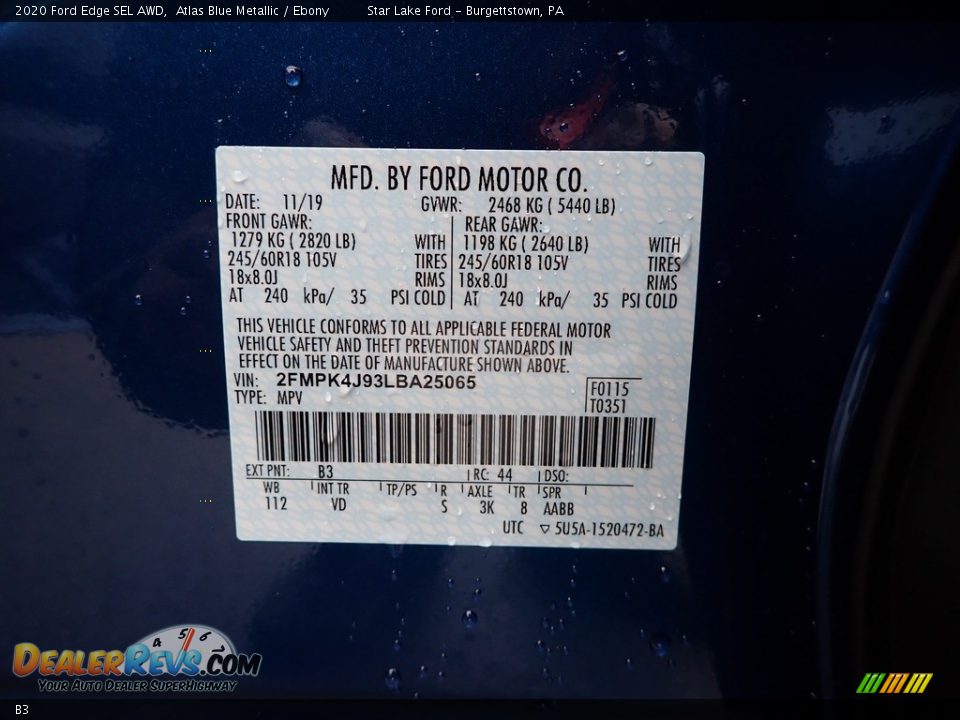 2020 Ford Edge SEL AWD, Atlas Blue Metallic / Ebony Star Lake Ford - Burgettstown, PA
MFD. BY FORD MOTOR CO.
DATE: 11/19 GVWR: 2468 KG ( 5440 LB)
FRONT GAWR: REAR GAWR:
1279 KG ( 2820 LB) WITH 1198 KG ( 2640 LB) WITH
245/60R18 105V TIRES 245/60R18 105V TIRES
18x8.0J RIMS 18x8.0J RIMS
AT 240 kPa/ 35 PSI COLD AT 240 kPa/ 35 PSI COLD
THIS VEHICLE CONFORMS TO ALL APPLICABLE FEDERAL MOTOR
VEHICLE SAFETY AND THEFT PREVENTION STANDARDS IN
EFFECT ON THE DATE OF MANUFACTURE SHOWN ABOVE.
VIN: 2FMPK4J93LBA25065
TYPE: MPV
F0115
T0351
EXT PNT: B3 RC: 44 DSO:
WB INT TR TP/PS R AXLE TR SPR
112 VD S 3K 8 AABB
UTC ▽ 5U5A-1520472-BA
4 5 6
DEALERREVS.COM
YOUR AUTO DEALER SUPERHIGHWAY
B3